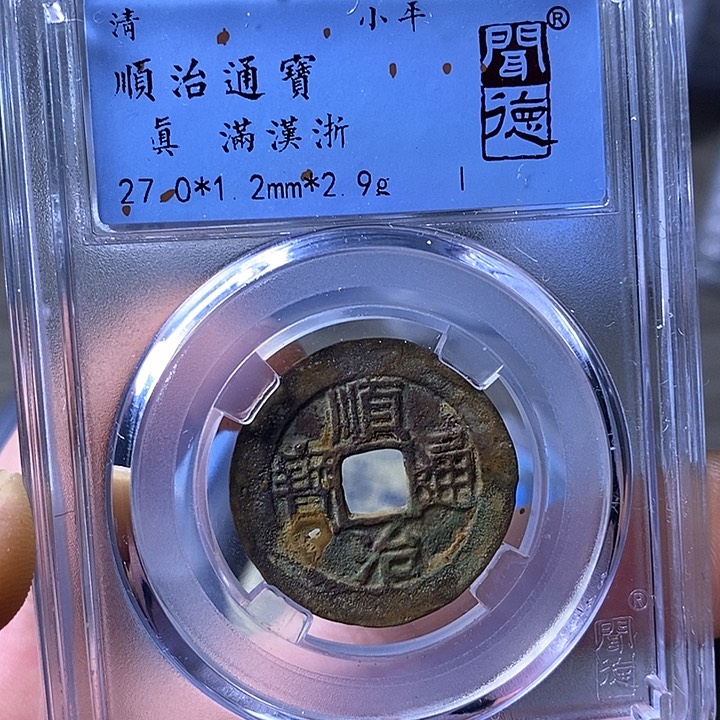 清 小平
順治通寶
真 滿漢浙
27.0*1.2mm*2.9g
聞德®
順治通寶
聞德®